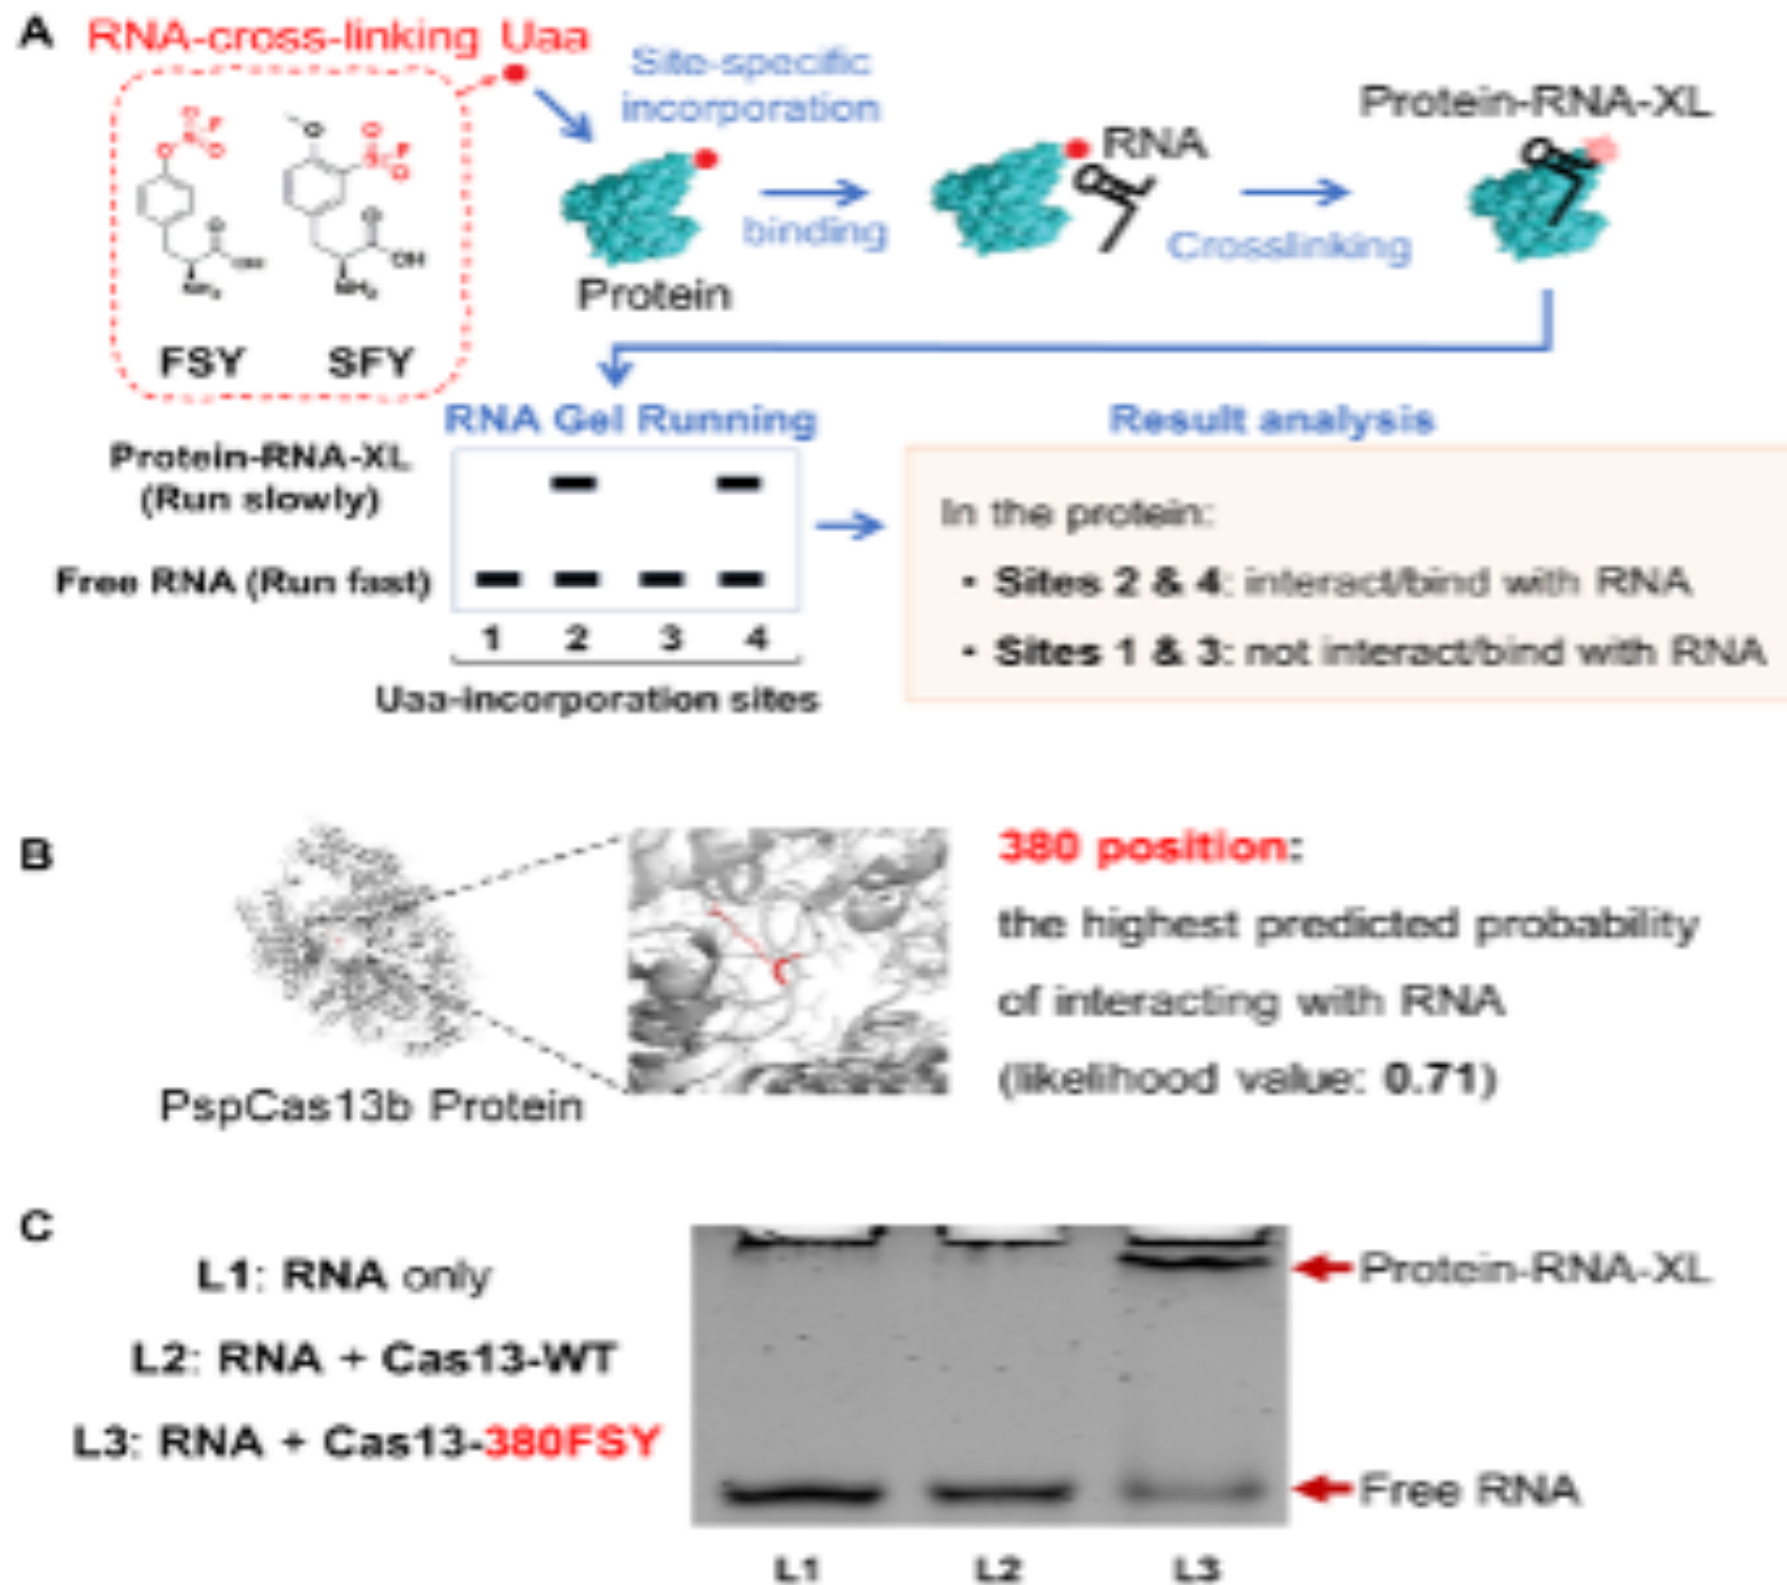 A
RNA-cross-linking Uaa
Site-specific
incorporation
Protein
binding
RNA
Crosslinking
Protein-RNA-XL
FSY
SFY
RNA Gel Running
Protein-RNA-XL
(Run slowly)
Free RNA (Run fast)
1 2 3 4
Uaa-incorporation sites
Result analysis
In the protein:
• Sites 2 & 4: interact/bind with RNA
• Sites 1 & 3: not interact/bind with RNA
B
PspCas13b Protein
380 position:
the highest predicted probability
of interacting with RNA
(likelihood value: 0.71)
C
L1: RNA only
L2: RNA + Cas13-WT
L3: RNA + Cas13-380FSY
Protein-RNA-XL
Free RNA
L1 L2 L3